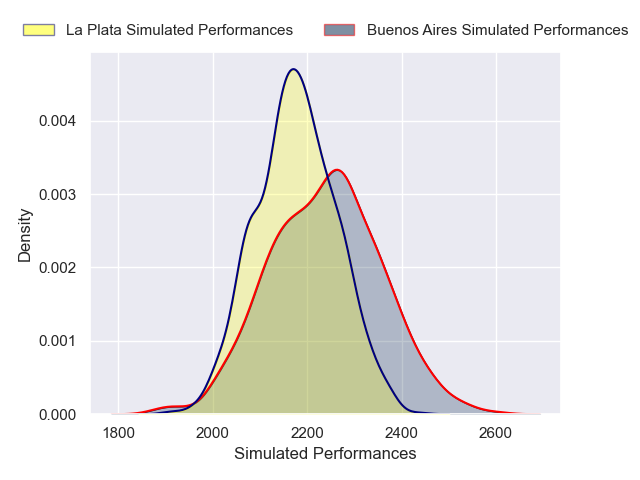 La Plata Simulated Performances
Buenos Aires Simulated Performances
0.004
0.003
0.002
0.001
0.000
Density
1800
2000
2200
2400
2600
Simulated Performances